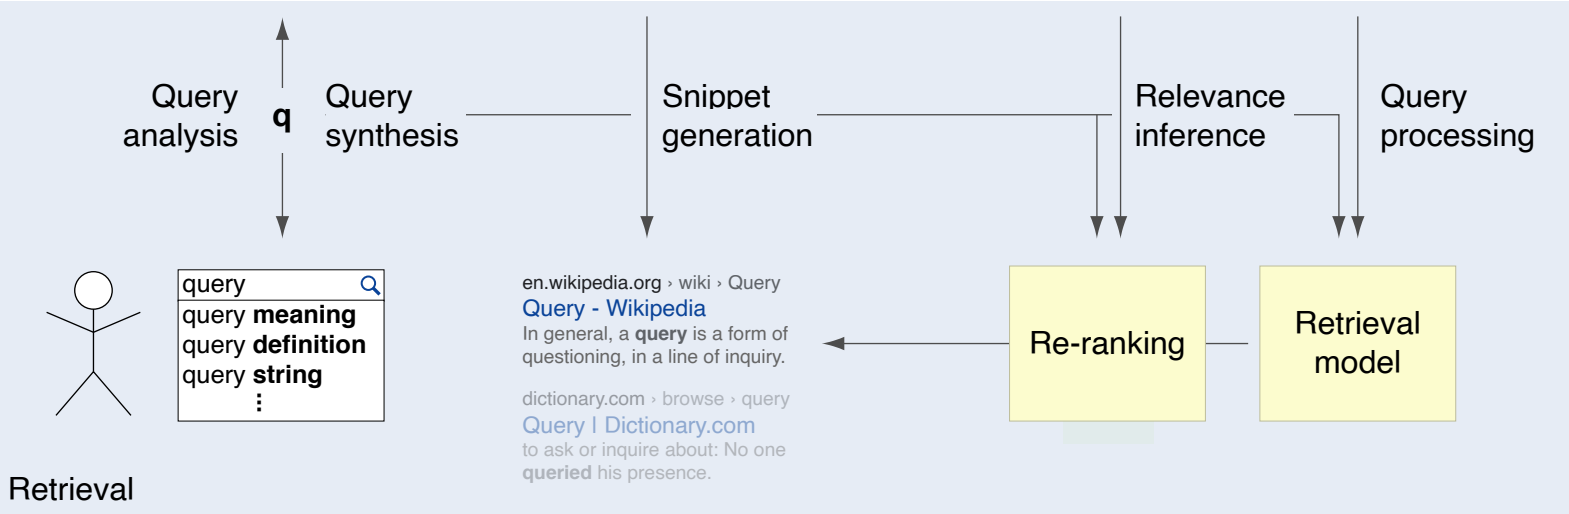 Query
analysis
q
Query
synthesis
Snippet
generation
Relevance
inference
Query
processing
query
query meaning
query definition
query string
⋮
en.wikipedia.org › wiki › Query
Query - Wikipedia
In general, a query is a form of
questioning, in a line of inquiry.
dictionary.com › browse › query
Query | Dictionary.com
to ask or inquire about: No one
queried his presence.
Re-ranking
Retrieval
model
Retrieval